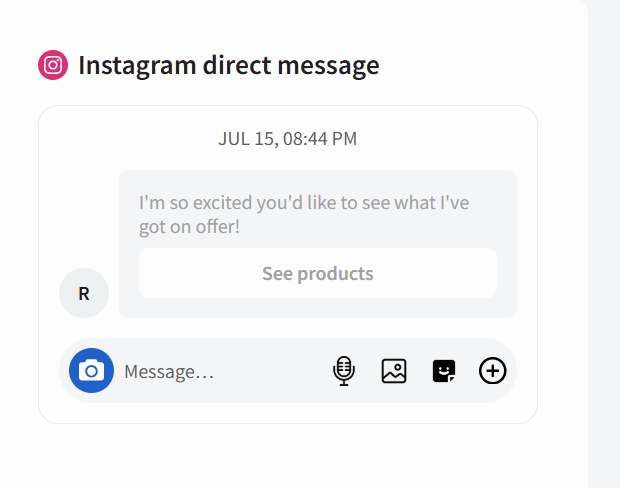 Instagram direct message
JUL 15, 08:44 PM
I'm so excited you'd like to see what I've
got on offer!
See products
R
Message…